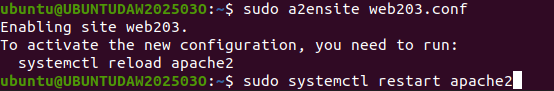 ubuntu@UBUNTUDAW2025030:~$ sudo a2ensite web203.conf
Enabling site web203.
To activate the new configuration, you need to run:
  systemctl reload apache2
ubuntu@UBUNTUDAW2025030:~$ sudo systemctl restart apache2